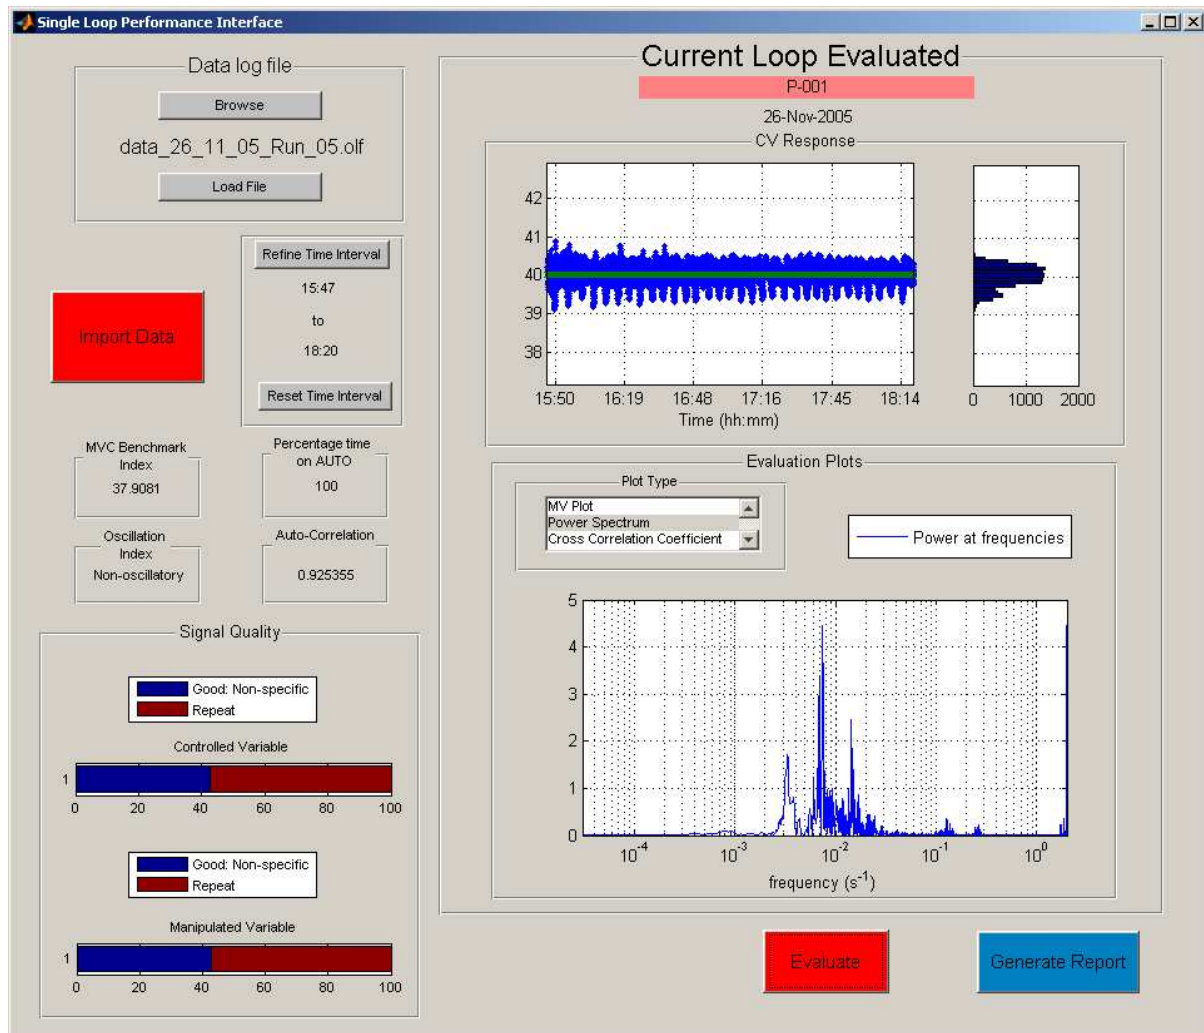 Single Loop Performance Interface
Data log file
Browse
data_26_11_05_Run_05.olf
Load File
Import Data
Refine Time Interval
15:47
to
18:20
Reset Time Interval
MVC Benchmark
Index
37.9081
Percentage time
on AUTO
100
Oscillation
Index
Non-oscillatory
Auto-Correlation
0.925355
Signal Quality
Good: Non-specific
Repeat
Controlled Variable
1
0 20 40 60 80 100
Good: Non-specific
Repeat
Manipulated Variable
1
0 20 40 60 80 100
Current Loop Evaluated
P-001
26-Nov-2005
CV Response
42
41
40
39
38
15:50 16:19 16:48 17:16 17:45 18:14
Time (hh:mm)
0 1000 2000
Evaluation Plots
Plot Type
MV Plot
Power Spectrum
Cross Correlation Coefficient
Power at frequencies
5
4
3
2
1
0
10⁻⁴ 10⁻³ 10⁻² 10⁻¹ 10⁰
frequency (s⁻¹)
Evaluate
Generate Report